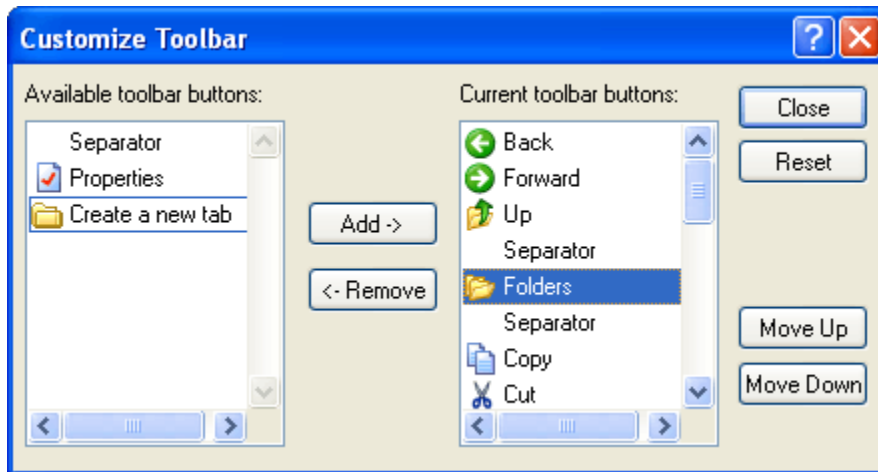 Customize Toolbar
?
Available toolbar buttons:
Separator
Properties
Create a new tab
Add ->
<- Remove
Current toolbar buttons:
Back
Forward
Up
Separator
Folders
Separator
Copy
Cut
Close
Reset
Move Up
Move Down